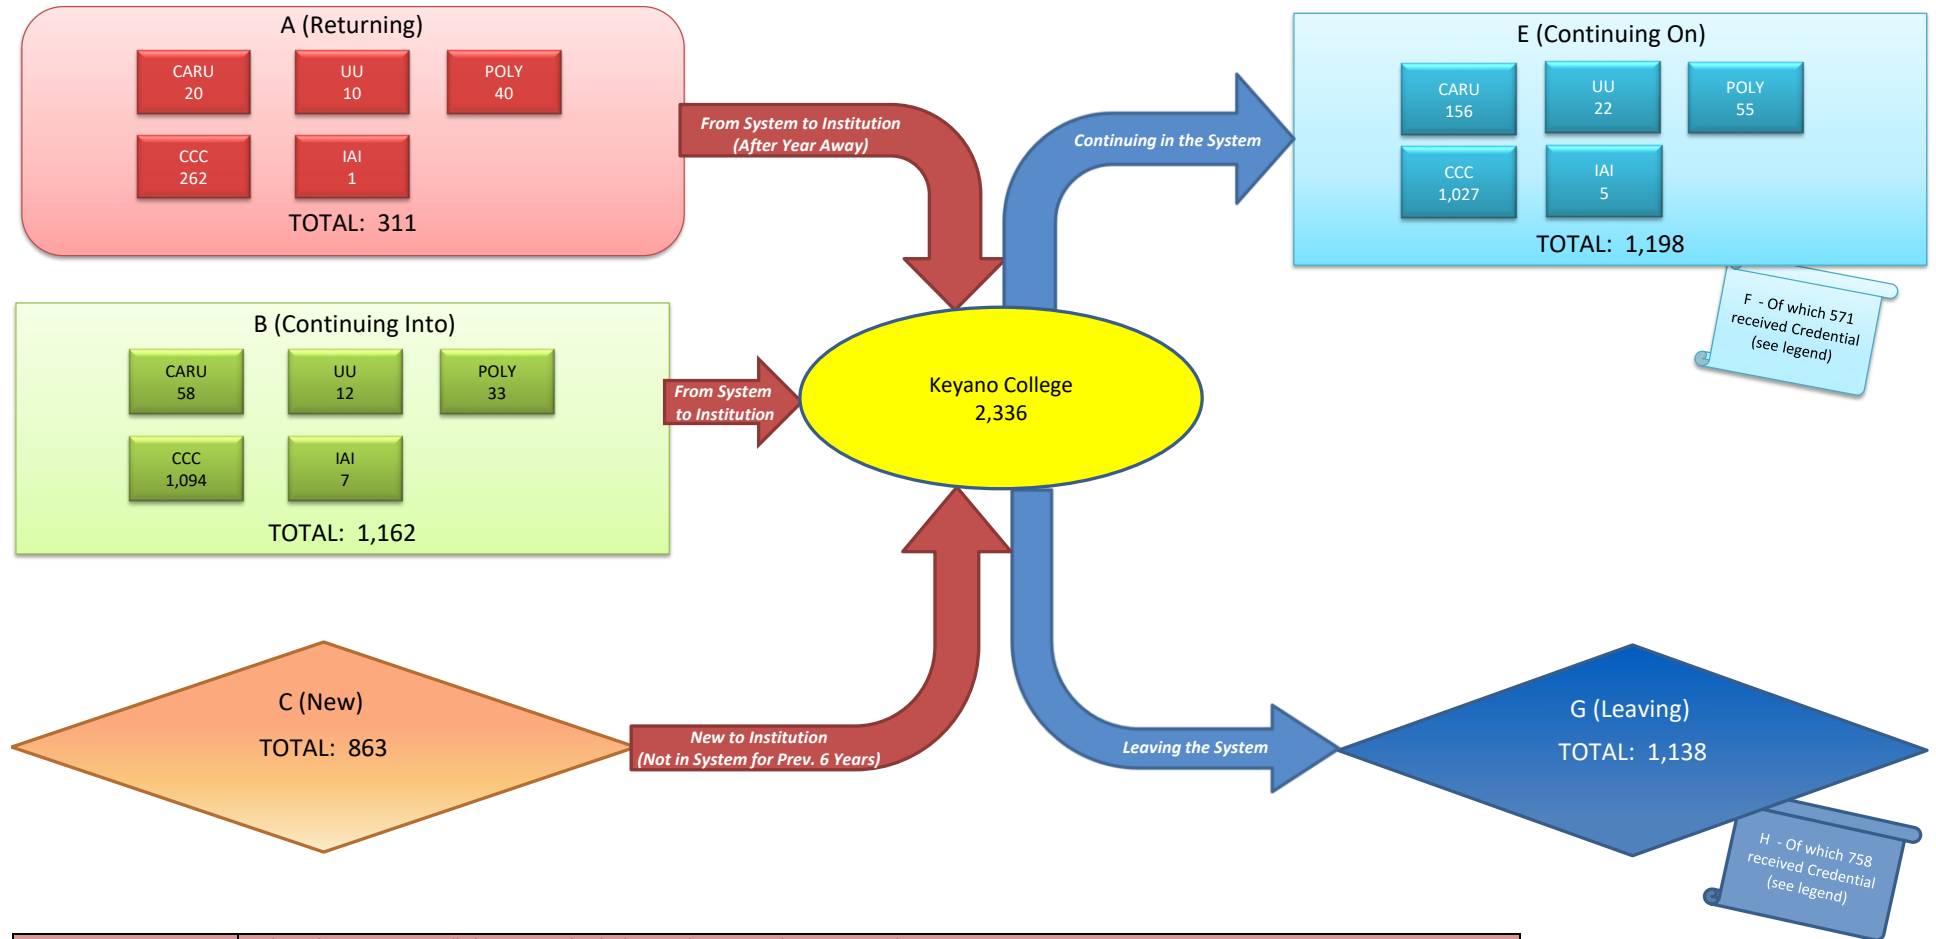 A (Returning)
CARU
20
UU
10
POLY
40
CCC
262
IAI
1
TOTAL: 311
From System to Institution
(After Year Away)
B (Continuing Into)
CARU
58
UU
12
POLY
33
CCC
1,094
IAI
7
TOTAL: 1,162
From System
to Institution
C (New)
TOTAL: 863
New to Institution
(Not in System for Prev. 6 Years)
Keyano College
2,336
Continuing in the System
E (Continuing On)
CARU
156
UU
22
POLY
55
CCC
1,027
IAI
5
TOTAL: 1,198
F - Of which 571
received Credential
(see legend)
Leaving the System
G (Leaving)
TOTAL: 1,138
H - Of which 758
received Credential
(see legend)